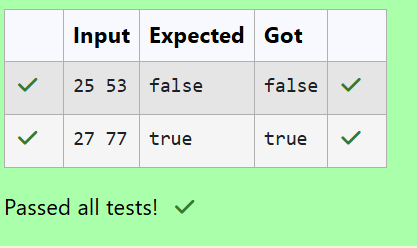 Input Expected Got
25 53 false false
27 77 true true
Passed all tests!